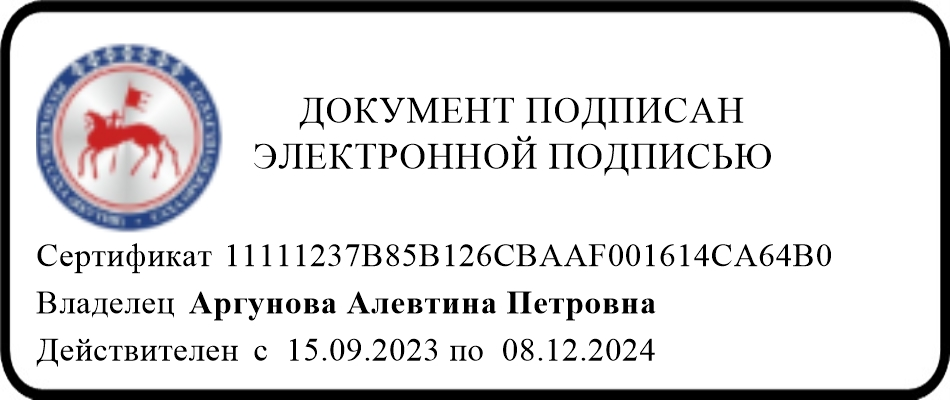 ДОКУМЕНТ ПОДПИСАН
ЭЛЕКТРОННОЙ ПОДПИСЬЮ
Сертификат 11111237B85B126CBAAF001614CA64B0
Владелец Аргунова Алевтина Петровна
Действителен с 15.09.2023 по 08.12.2024